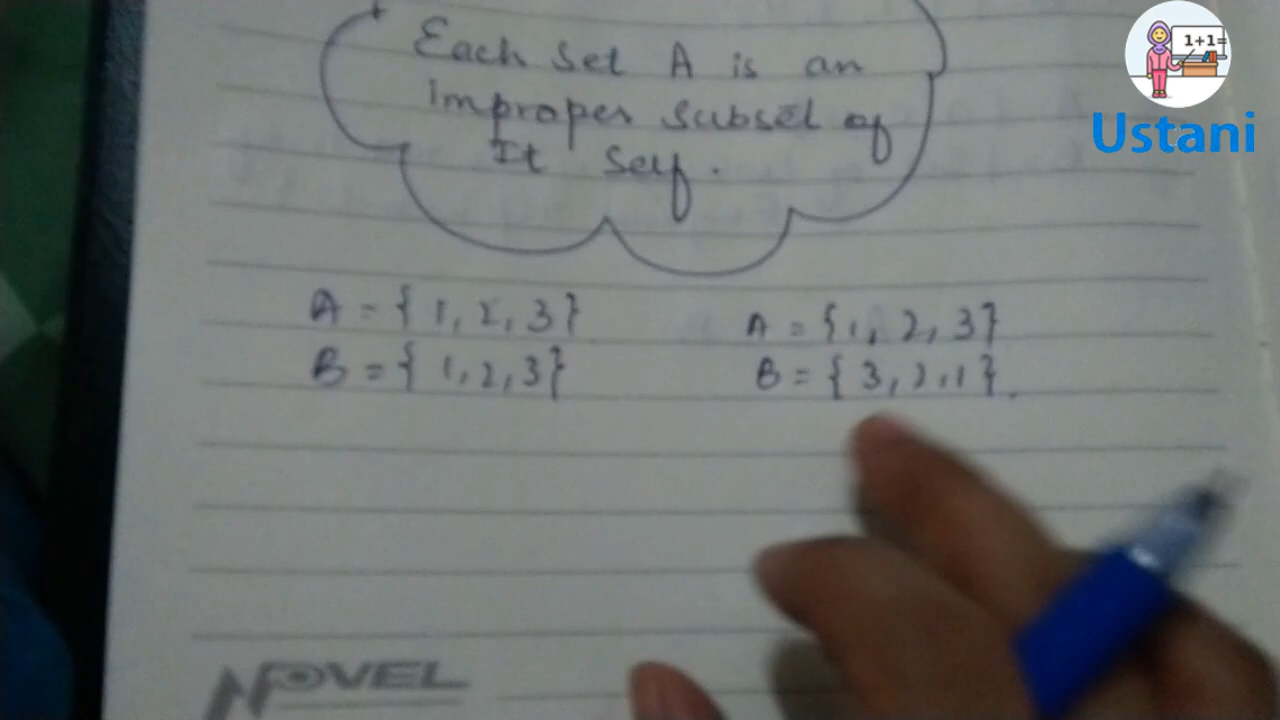 Each set A is an
improper subset of
It self.
A = { 1, 2, 3}
B = { 1, 2, 3}
A = {1, 2, 3}
B = { 3, 2, 1}.
NOVEL
1+1=
Ustani